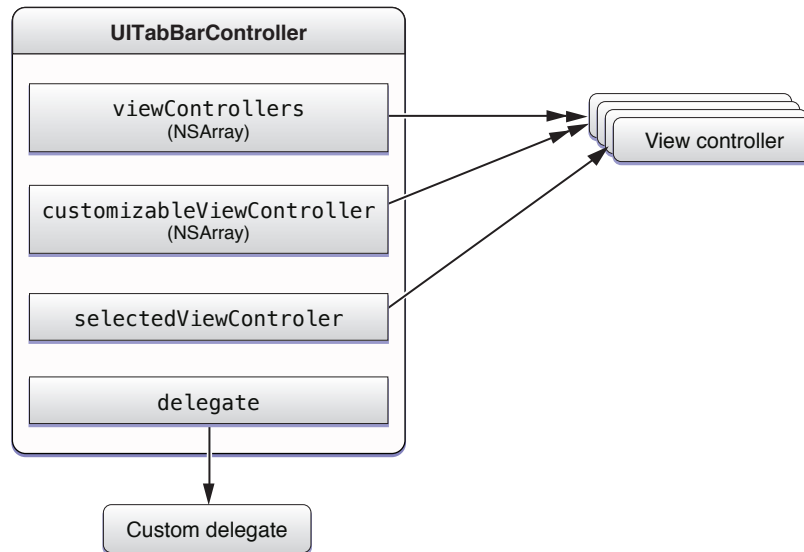 UITabBarController
viewControllers
(NSArray)
View controller
customizableViewController
(NSArray)
selectedViewControler
delegate
Custom delegate